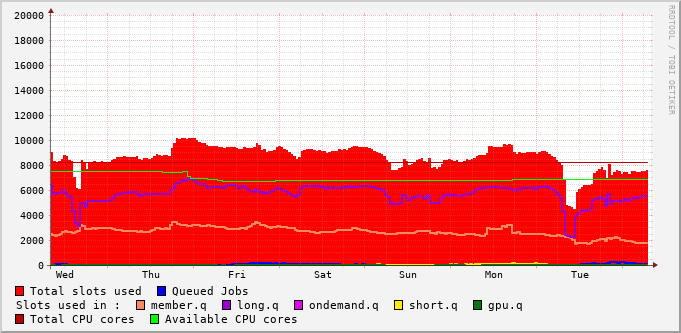 RRDTOOL / TOBI OETIKER
20000
18000
16000
14000
12000
10000
8000
6000
4000
2000
0
Wed Thu Fri Sat Sun Mon Tue
Total slots used Queued Jobs
Slots used in : member.q long.q ondemand.q short.q gpu.q
Total CPU cores Available CPU cores